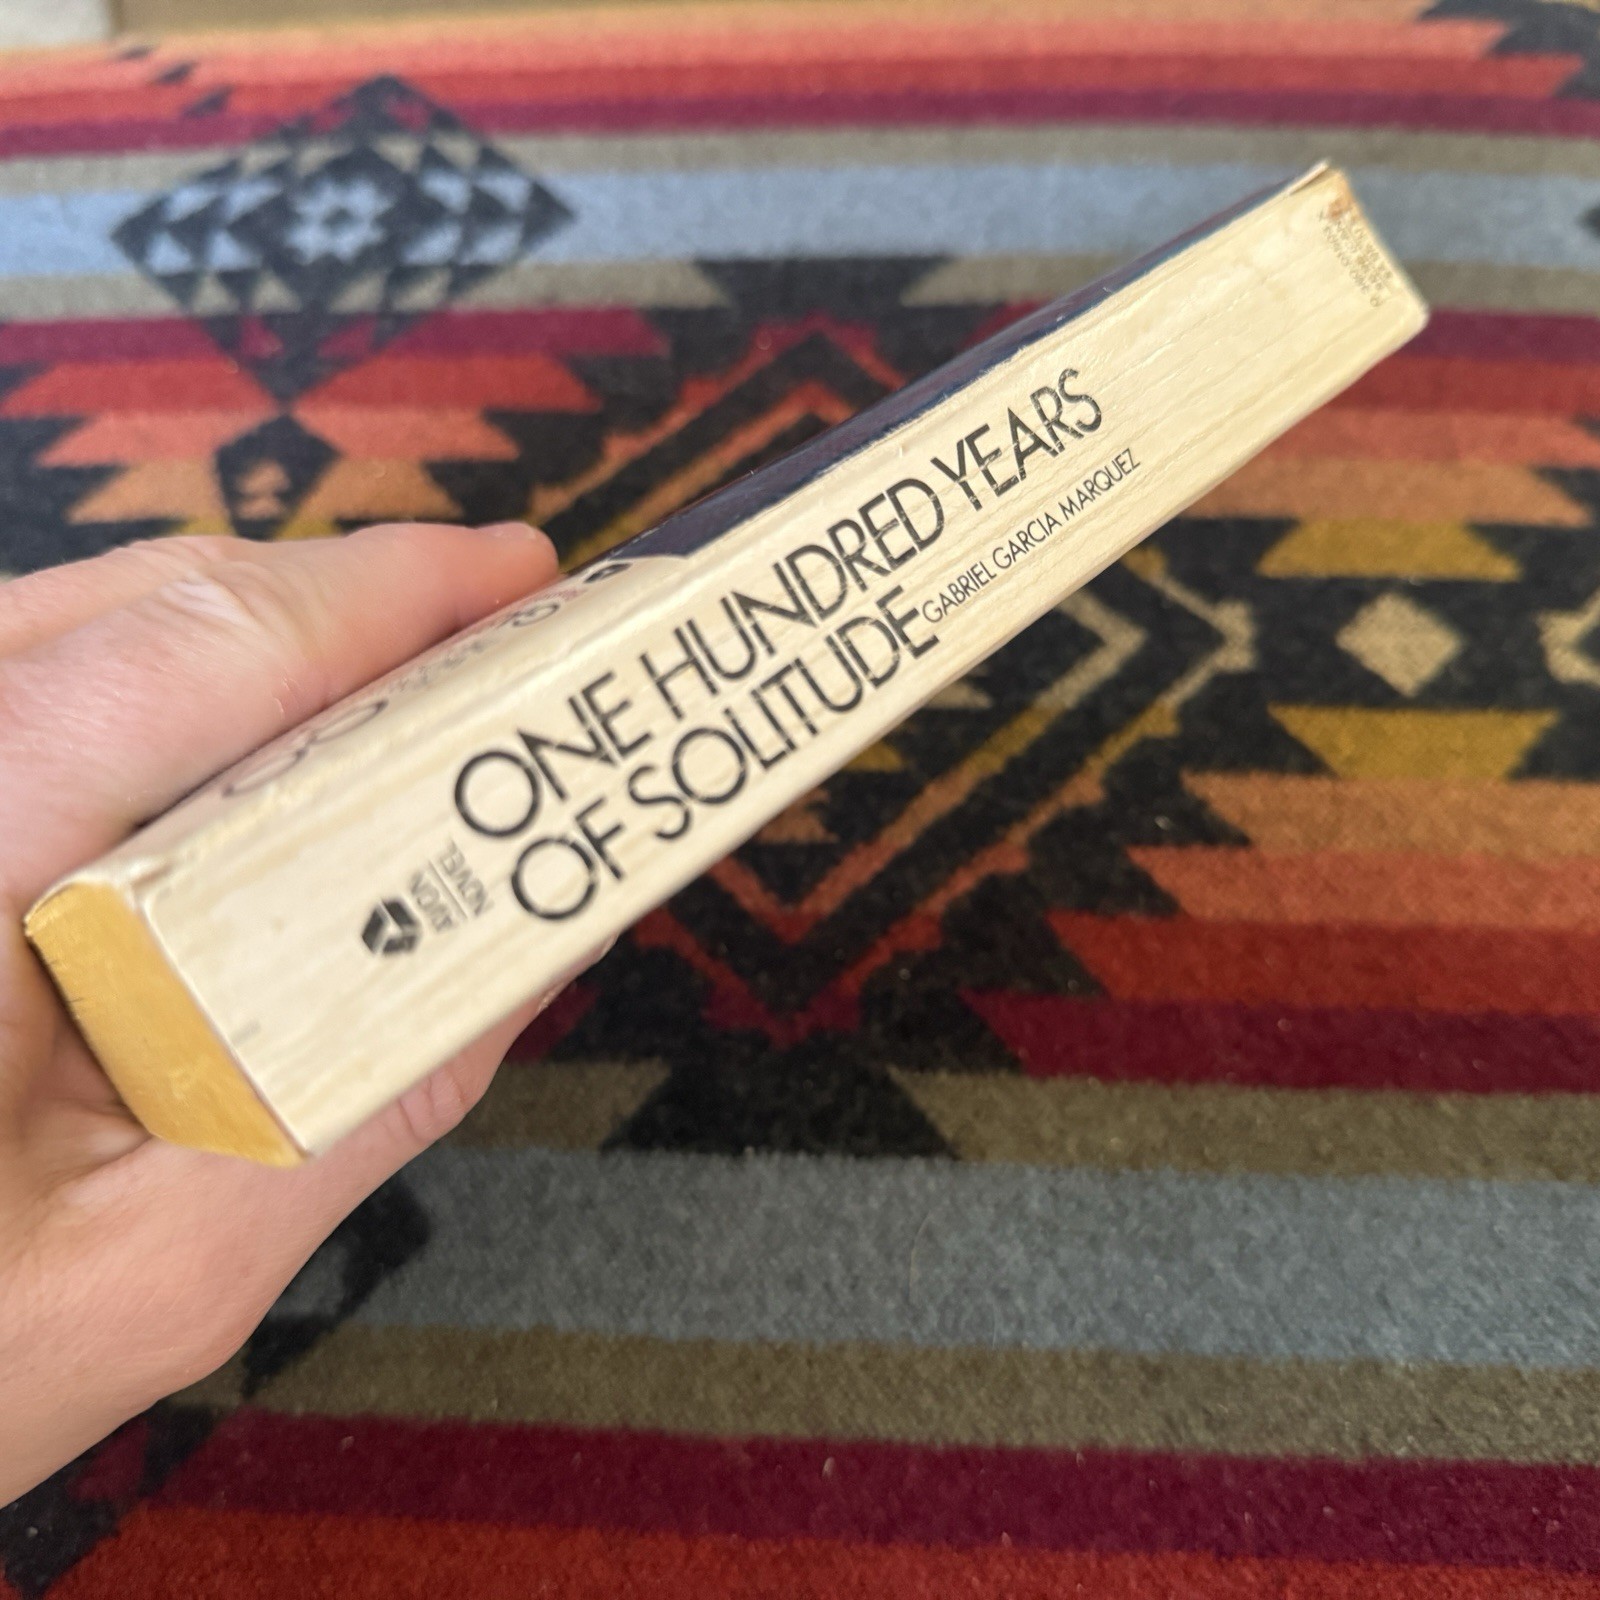 AVON
NOVEL
ONE HUNDRED YEARS
OF SOLITUDE
GABRIEL GARCIA MARQUEZ